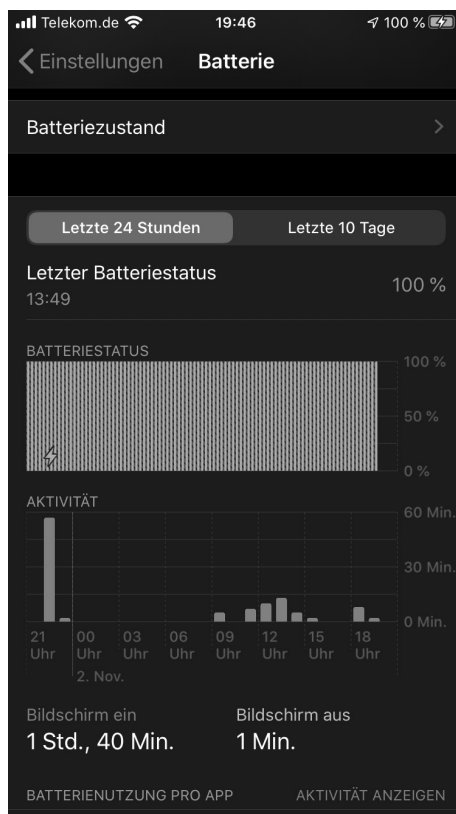 Telekom.de 19:46 100 %
Einstellungen Batterie
Batteriezustand
Letzte 24 Stunden Letzte 10 Tage
Letzter Batteriestatus
13:49
100 %
BATTERIESTATUS
100 %
50 %
0 %
AKTIVITÄT
60 Min.
30 Min.
0 Min.
21 00 03 06 09 12 15 18
Uhr Uhr Uhr Uhr Uhr Uhr Uhr Uhr
2. Nov.
Bildschirm ein Bildschirm aus
1 Std., 40 Min. 1 Min.
BATTERIENUTZUNG PRO APP AKTIVITÄT ANZEIGEN